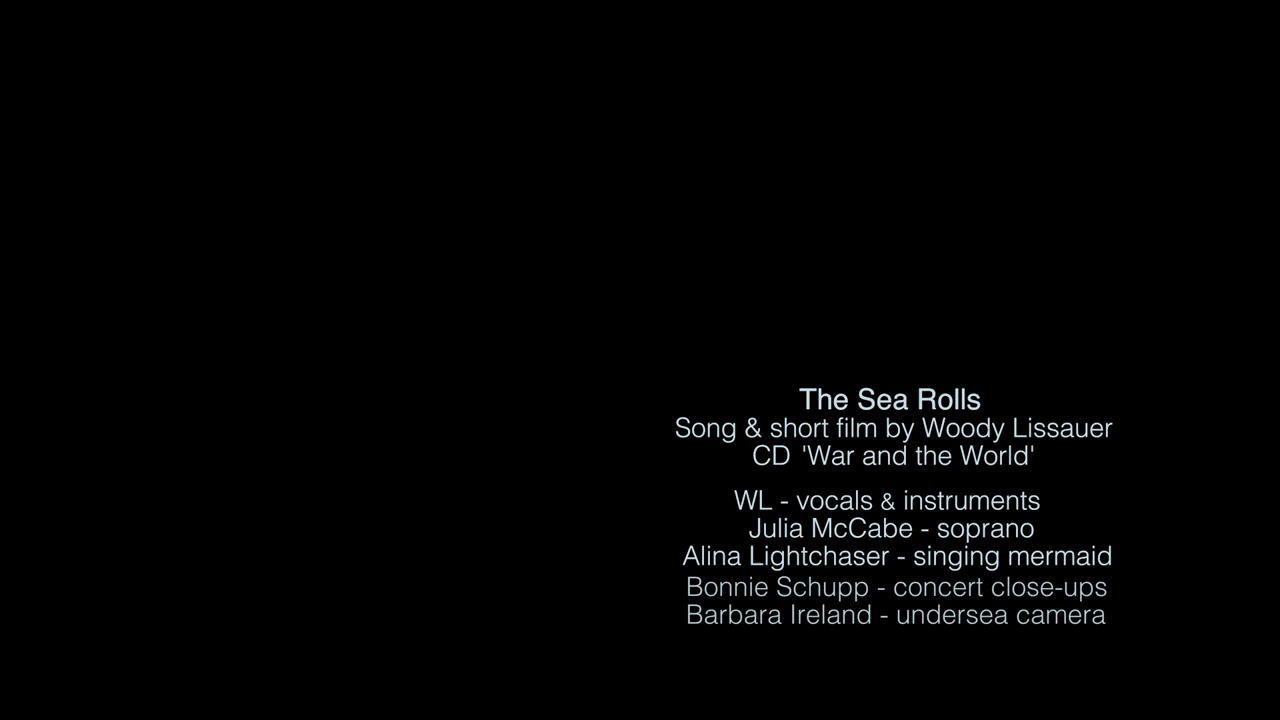 The Sea Rolls
Song & short film by Woody Lissauer
CD 'War and the World'
WL - vocals & instruments
Julia McCabe - soprano
Alina Lightchaser - singing mermaid
Bonnie Schupp - concert close-ups
Barbara Ireland - undersea camera